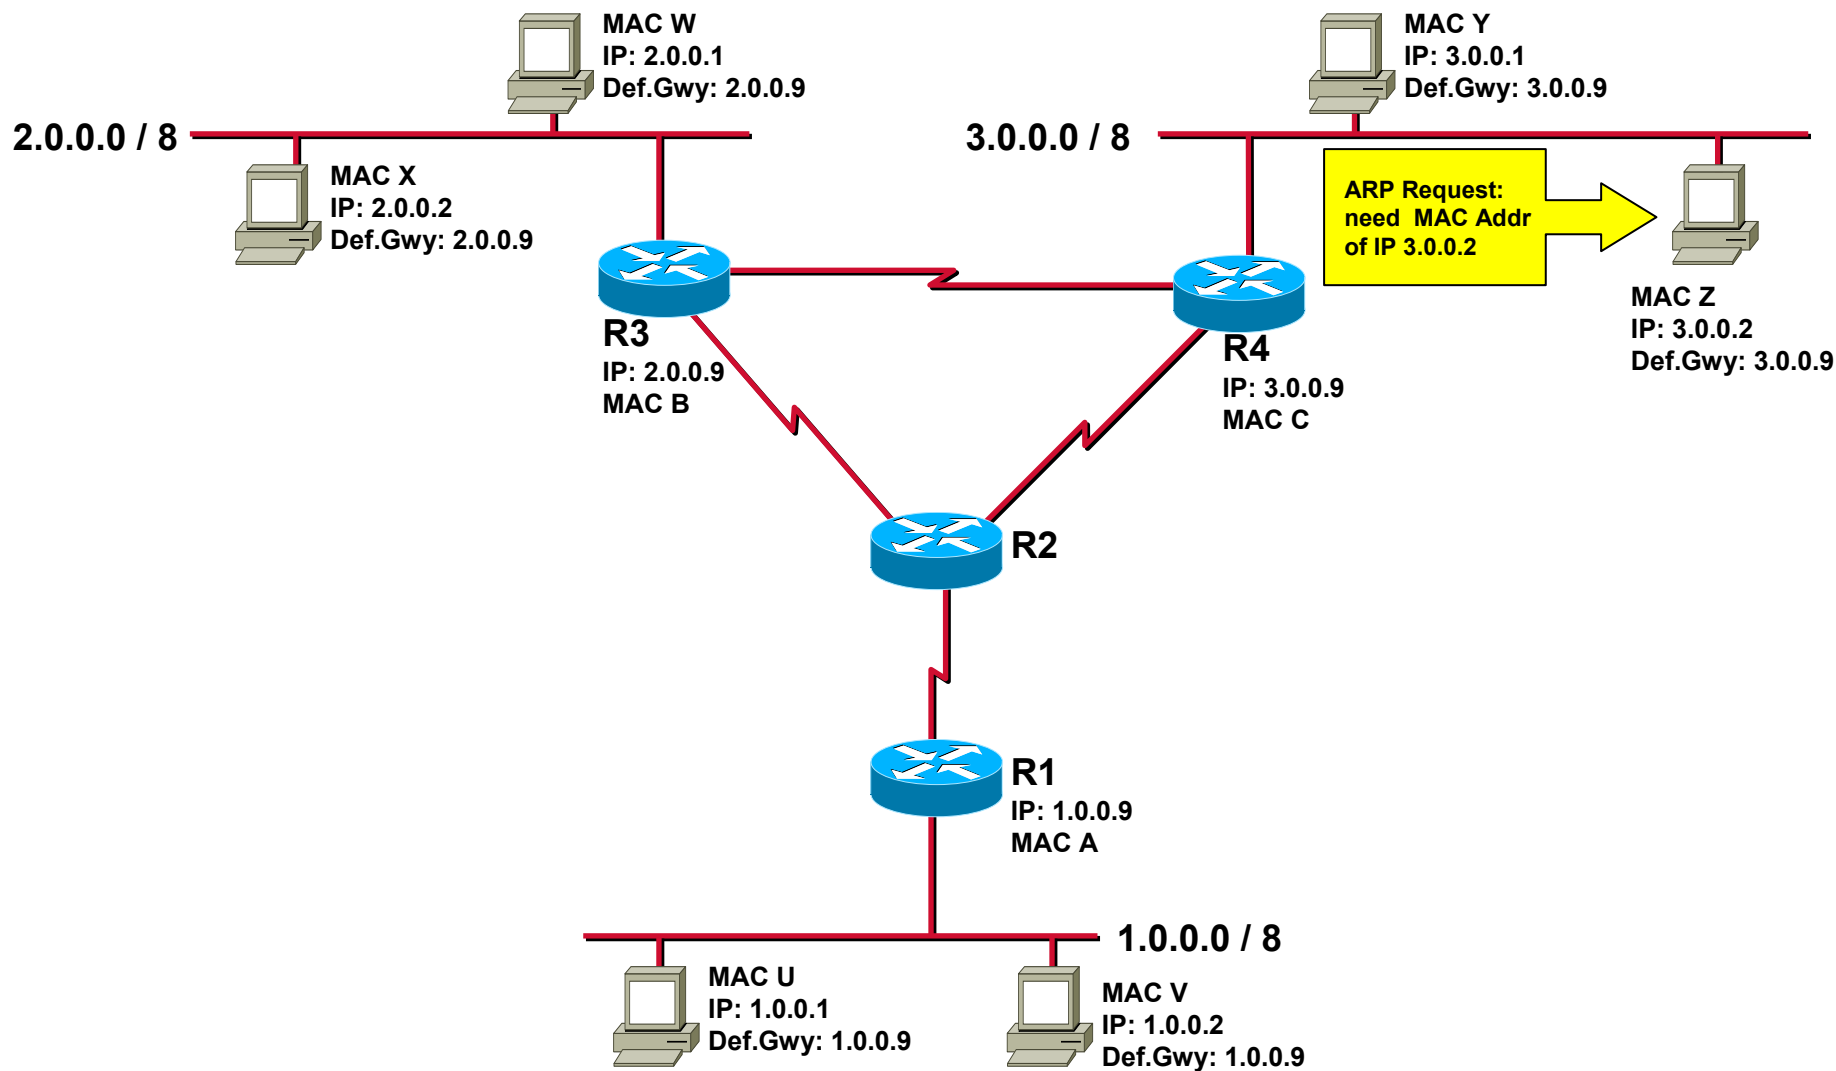 MAC W
IP: 2.0.0.1
Def.Gwy: 2.0.0.9
MAC Y
IP: 3.0.0.1
Def.Gwy: 3.0.0.9
2.0.0.0 / 8
3.0.0.0 / 8
MAC X
IP: 2.0.0.2
Def.Gwy: 2.0.0.9
ARP Request:
need MAC Addr
of IP 3.0.0.2
MAC Z
IP: 3.0.0.2
Def.Gwy: 3.0.0.9
R3
IP: 2.0.0.9
MAC B
R4
IP: 3.0.0.9
MAC C
R2
R1
IP: 1.0.0.9
MAC A
1.0.0.0 / 8
MAC U
IP: 1.0.0.1
Def.Gwy: 1.0.0.9
MAC V
IP: 1.0.0.2
Def.Gwy: 1.0.0.9